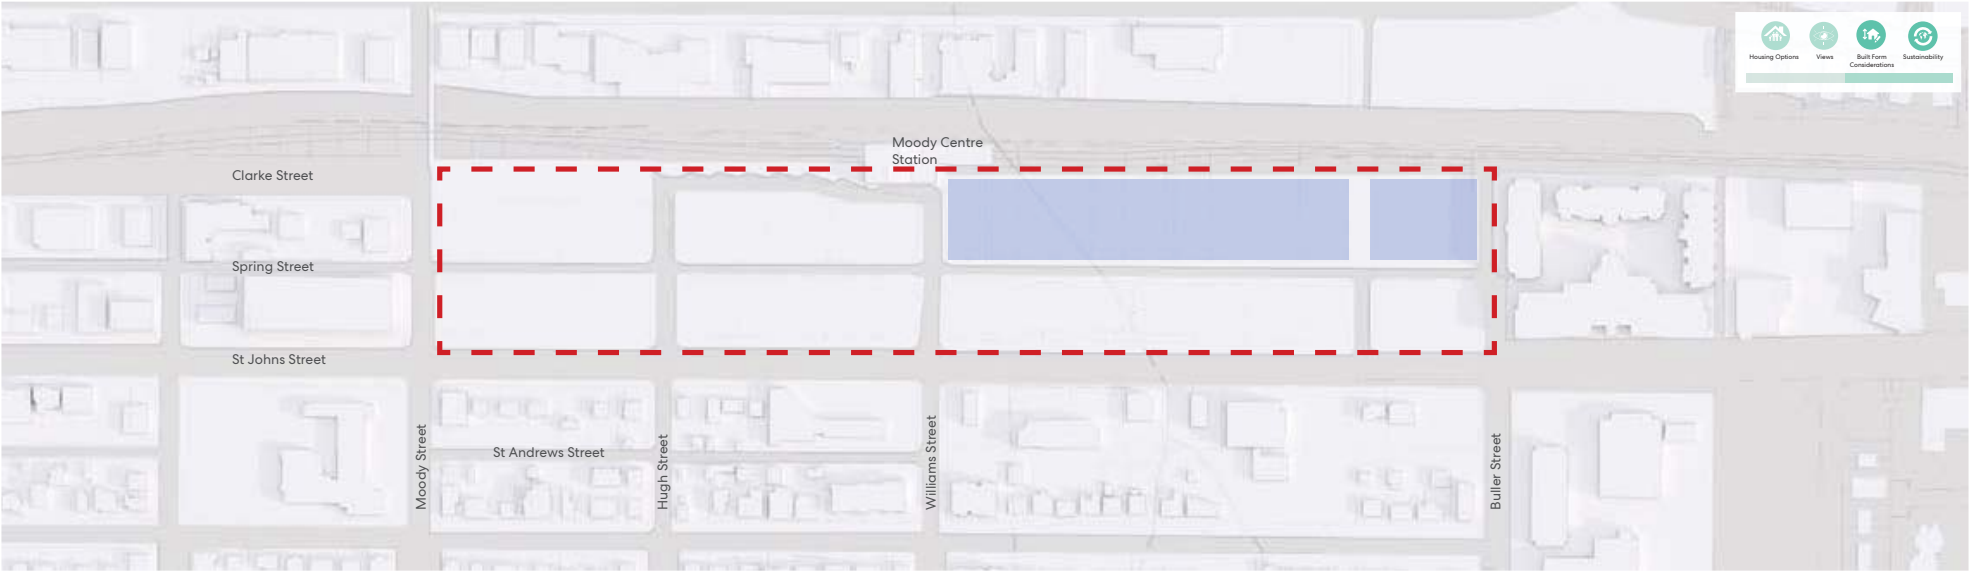 Housing Options
Views
Built Form
Considerations
Sustainability
Moody Centre
Station
Clarke Street
Spring Street
St Johns Street
St Andrews Street
Moody Street
Hugh Street
Williams Street
Buller Street